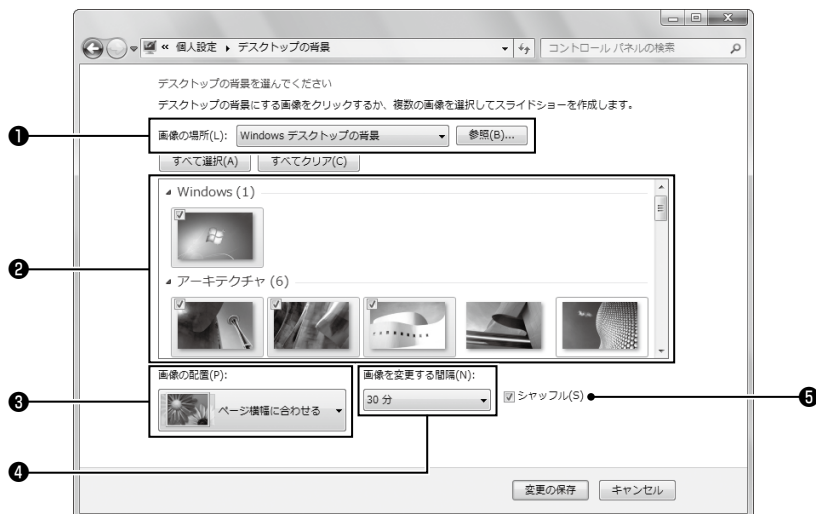 « 個人設定 ▸ デスクトップの背景
コントロール パネルの検索
デスクトップの背景を選んでください
デスクトップの背景にする画像をクリックするか、複数の画像を選択してスライドショーを作成します。
❶
画像の場所(L): Windows デスクトップの背景 参照(B)...
すべて選択(A) すべてクリア(C)
❷
Windows (1)
アーキテクチャ (6)
❸
画像の配置(P): 画像を変更する間隔(N):
ページ横幅に合わせる 30 分 シャッフル(S) ❺
❹
変更の保存 キャンセル